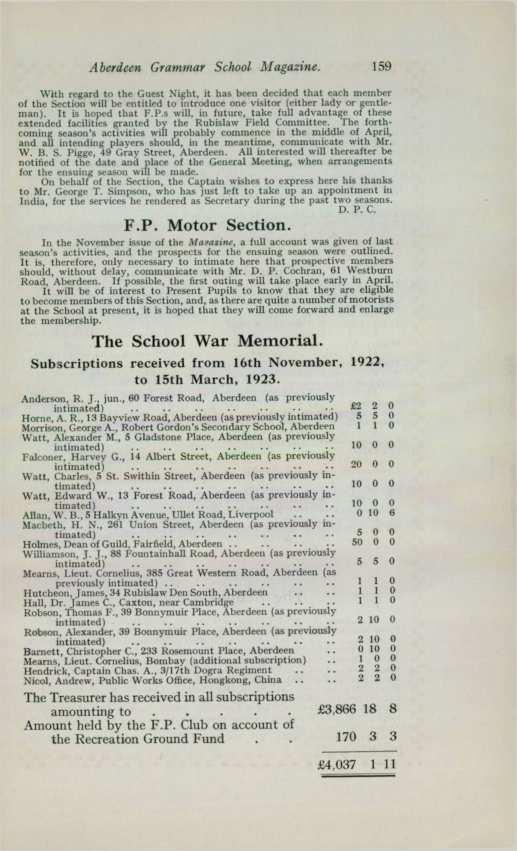 Aberdeen Grammar School Magazine. 159
With regard to the Guest Night, it has been decided that each member
of the Section will be entitled to introduce one visitor (either lady or gentle-
man). It is hoped that F.P.s will, in future, take full advantage of these
extended facilities granted by the Rubislaw Field Committee. The forth-
coming season's activities will probably commence in the middle of April,
and all intending players should, in the meantime, communicate with Mr.
W. B. S. Pigge, 49 Gray Street, Aberdeen. All interested will thereafter be
notified of the date and place of the General Meeting, when arrangements
for the ensuing season will be made.
On behalf of the Section, the Captain wishes to express here his thanks
to Mr. George T. Simpson, who has just left to take up an appointment in
India, for the services he rendered as Secretary during the past two seasons.
D. P. C.
F.P. Motor Section.
In the November issue of the Magazine, a full account was given of last
season's activities, and the prospects for the ensuing season were outlined.
It is, therefore, only necessary to intimate here that prospective members
should, without delay, communicate with Mr. D. P. Cochran, 61 Westburn
Road, Aberdeen. If possible, the first outing will take place early in April.
It will be of interest to Present Pupils to know that they are eligible
to become members of this Section, and, as there are quite a number of motorists
at the School at present, it is hoped that they will come forward and enlarge
the membership.
The School War Memorial.
Subscriptions received from 16th November, 1922,
to 15th March, 1923.
Anderson, R. J., jun., 60 Forest Road, Aberdeen (as previously
intimated) .. .. .. .. .. .. .. £2 2 0
Horne, A. R., 13 Bayview Road, Aberdeen (as previously intimated) 5 5 0
Morrison, George A., Robert Gordon's Secondary School, Aberdeen 1 1 0
Watt, Alexander M., 5 Gladstone Place, Aberdeen (as previously
intimated) .. .. .. .. .. .. .. 10 0 0
Falconer, Harvey G., 14 Albert Street, Aberdeen (as previously
intimated) .. .. .. .. .. .. .. 20 0 0
Watt, Charles, 5 St. Swithin Street, Aberdeen (as previously in-
timated) .. .. .. .. .. .. .. 10 0 0
Watt, Edward W., 13 Forest Road, Aberdeen (as previously in-
timated) .. .. .. .. .. .. .. 10 0 0
Allan, W. B., 5 Halkyn Avenue, Ullet Road, Liverpool .. .. 0 10 6
Macbeth, H. N., 261 Union Street, Aberdeen (as previously in-
timated) .. .. .. .. .. .. .. 5 0 0
Holmes, Dean of Guild, Fairfield, Aberdeen .. .. .. .. 50 0 0
Williamson, J. J., 88 Fountainhall Road, Aberdeen (as previously
intimated) .. .. .. .. .. .. .. 5 5 0
Mearns, Lieut. Cornelius, 385 Great Western Road, Aberdeen (as
previously intimated) .. .. .. .. .. .. 1 1 0
Hutcheon, James, 34 Rubislaw Den South, Aberdeen .. .. 1 1 0
Hall, Dr. James C., Caxton, near Cambridge .. .. .. 1 1 0
Robson, Thomas F., 39 Bonnymuir Place, Aberdeen (as previously
intimated) .. .. .. .. .. .. .. 2 10 0
Robson, Alexander, 39 Bonnymuir Place, Aberdeen (as previously
intimated) .. .. .. .. .. .. .. 2 10 0
Barnett, Christopher C., 233 Rosemount Place, Aberdeen .. 0 10 0
Mearns, Lieut. Cornelius, Bombay (additional subscription) .. 1 0 0
Hendrick, Captain Chas. A., 3/17th Dogra Regiment .. .. 2 2 0
Nicol, Andrew, Public Works Office, Hongkong, China .. .. 2 2 0
The Treasurer has received in all subscriptions
amounting to . . . . . £3,866 18 8
Amount held by the F.P. Club on account of
the Recreation Ground Fund . . 170 3 3
£4,037 1 11